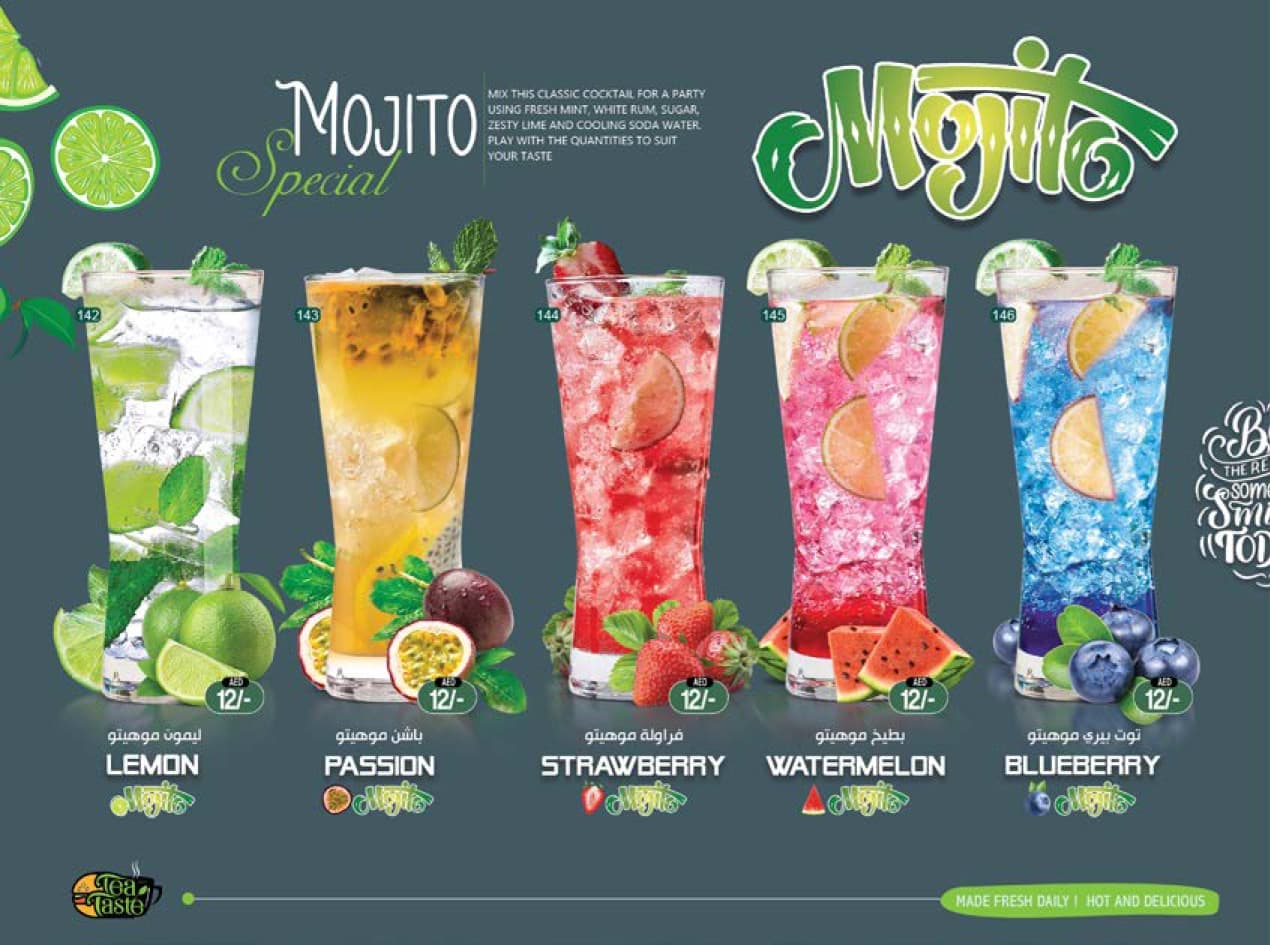 MOJITO
Special
MIX THIS CLASSIC COCKTAIL FOR A PARTY
USING FRESH MINT, WHITE RUM, SUGAR,
ZESTY LIME AND COOLING SODA WATER.
PLAY WITH THE QUANTITIES TO SUIT
YOUR TASTE
Mojito
142
143
144
145
146
THE RE
TOD
AED
12/-
AED
12/-
AED
12/-
AED
12/-
AED
12/-
ليمون موهيتو
LEMON
Mojito
باشن موهيتو
PASSION
Mojito
فراولة موهيتو
STRAWBERRY
Mojito
بطيخ موهيتو
WATERMELON
Mojito
توت بيري موهيتو
BLUEBERRY
Mojito
Tea
Taste
MADE FRESH DAILY ! HOT AND DELICIOUS